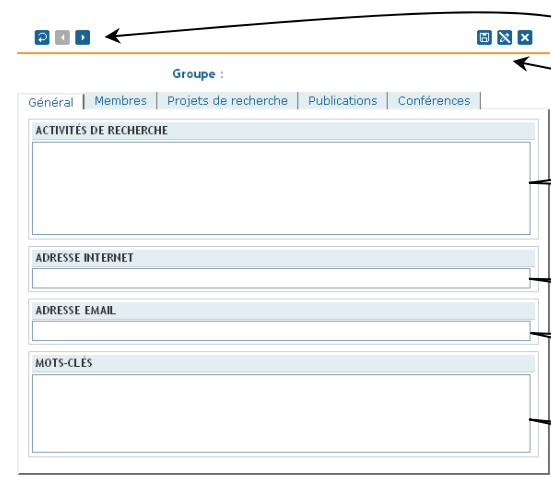 Groupe :
Général Membres Projets de recherche Publications Conférences
ACTIVITÉS DE RECHERCHE
ADRESSE INTERNET
ADRESSE EMAIL
MOTS-CLÉS